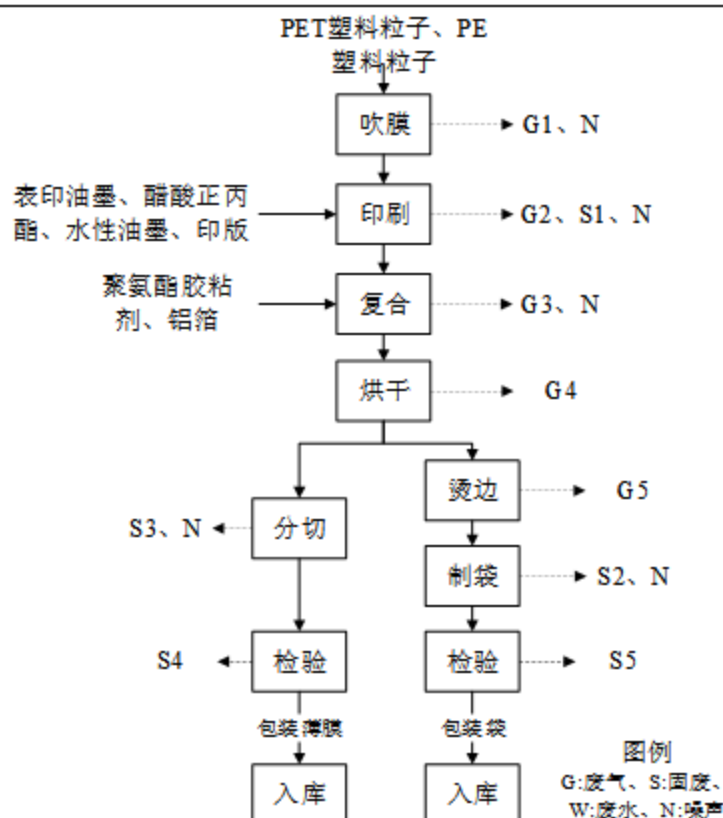 PET塑料粒子、PE
塑料粒子
吹膜
G1、N
表印油墨、醋酸正丙
酯、水性油墨、印版
印刷
G2、S1、N
聚氨酯胶粘
剂、铝箔
复合
G3、N
烘干
G4
烫边
G5
S3、N
分切
制袋
S2、N
S4
检验
检验
S5
包装薄膜
包装袋
入库
入库
图例
G:废气、S:固废、
W:废水、N:噪声